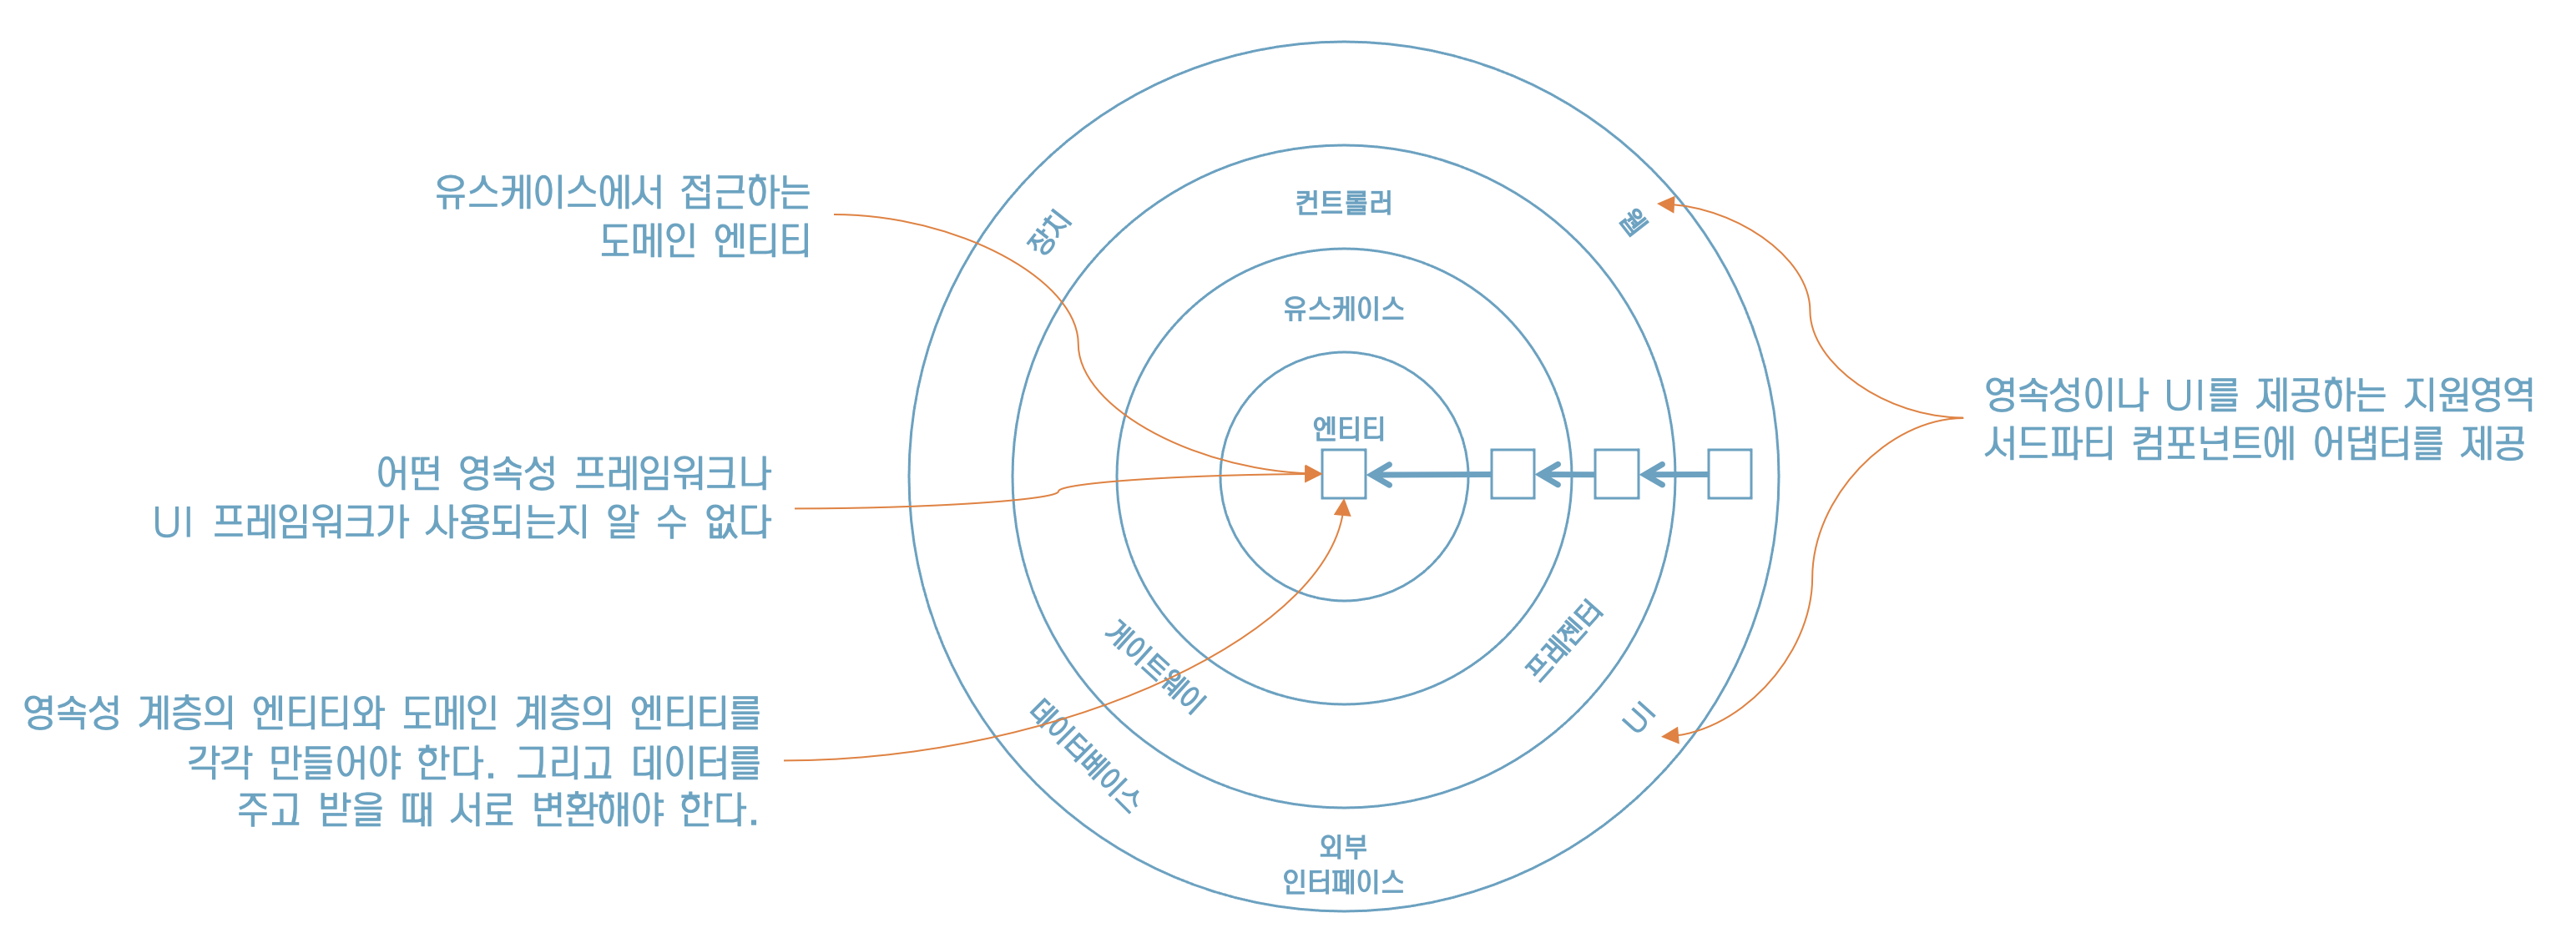 유스케이스에서 접근하는
도메인 엔티티
어떤 영속성 프레임워크나
UI 프레임워크가 사용되는지 알 수 없다
영속성 계층의 엔티티와 도메인 계층의 엔티티를
각각 만들어야 한다. 그리고 데이터를
주고 받을 때 서로 변환해야 한다.
장치
컨트롤러
웹
유스케이스
엔티티
게이트웨이
프레젠터
데이터베이스
UI
외부
인터페이스
영속성이나 UI를 제공하는 지원영역
서드파티 컴포넌트에 어댑터를 제공